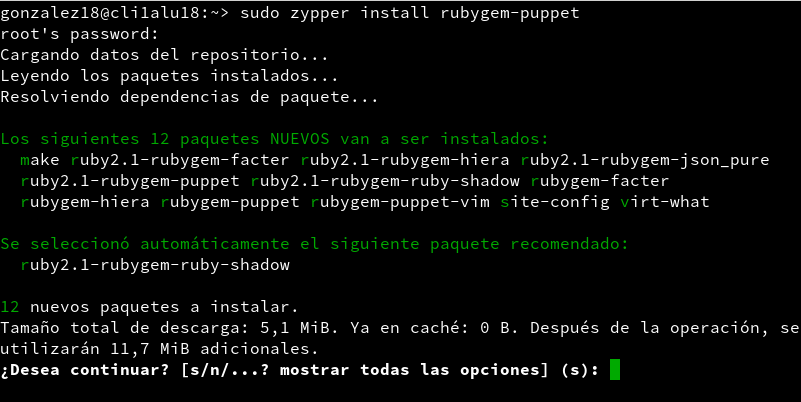 gonzalez18@cli1alu18:~> sudo zypper install rubygem-puppet
root's password:
Cargando datos del repositorio...
Leyendo los paquetes instalados...
Resolviendo dependencias de paquete...
Los siguientes 12 paquetes NUEVOS van a ser instalados:
make ruby2.1-rubygem-facter ruby2.1-rubygem-hiera ruby2.1-rubygem-json_pure
ruby2.1-rubygem-puppet ruby2.1-rubygem-ruby-shadow rubygem-facter
rubygem-hiera rubygem-puppet rubygem-puppet-vim site-config virt-what
Se seleccionó automáticamente el siguiente paquete recomendado:
ruby2.1-rubygem-ruby-shadow
12 nuevos paquetes a instalar.
Tamaño total de descarga: 5,1 MiB. Ya en caché: 0 B. Después de la operación, se
utilizarán 11,7 MiB adicionales.
¿Desea continuar? [s/n/...? mostrar todas las opciones] (s):